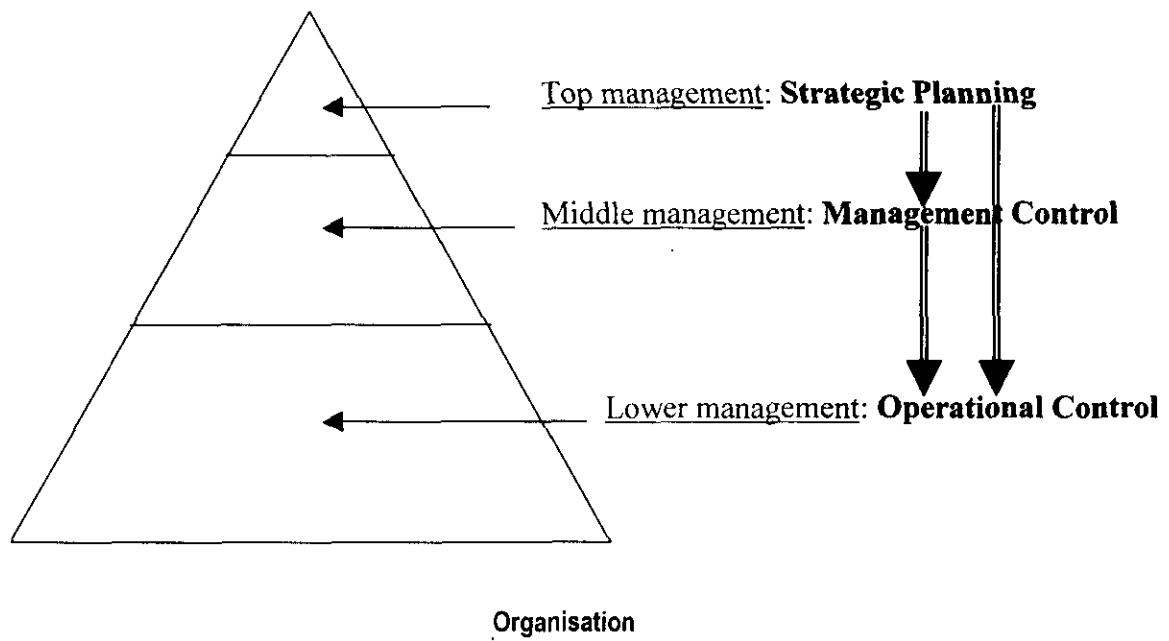 Top management: Strategic Planning
Middle management: Management Control
Lower management: Operational Control
Organisation